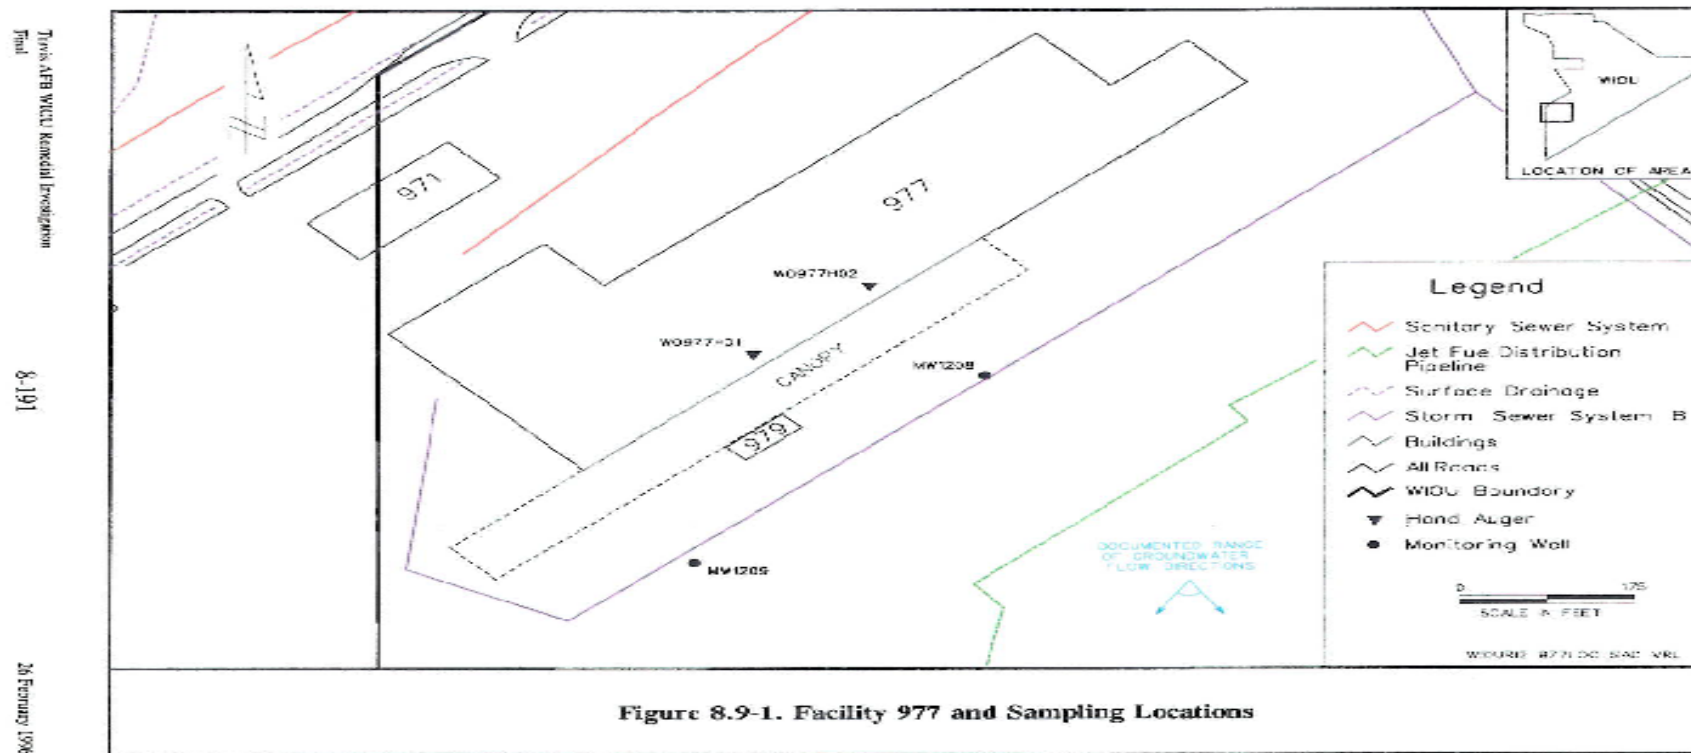 Travis AFB WIOU Remedial Investigation
Final
8-191
26 February 1996
971
977
W0977H02
W0977H01
CANOPY
MW1208
979
MW1209
WIOU
LOCATION OF AREA
Legend
Sanitary Sewer System
Jet Fuel Distribution
Pipeline
Surface Drainage
Storm Sewer System B
Buildings
All Roads
WIOU Boundary
Hand Auger
Monitoring Well
0 175
SCALE IN FEET
DOCUMENTED RANGE
OF GROUNDWATER
FLOW DIRECTIONS
Figure 8.9-1. Facility 977 and Sampling Locations